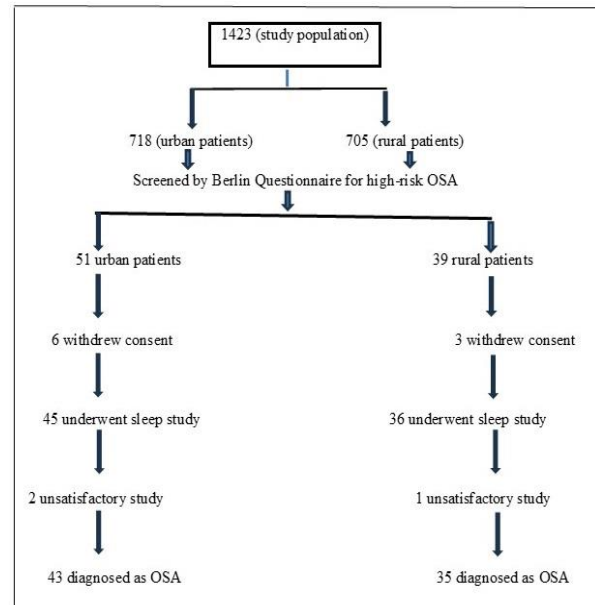 1423 (study population)
718 (urban patients)
705 (rural patients)
Screened by Berlin Questionnaire for high-risk OSA
51 urban patients
39 rural patients
6 withdrew consent
3 withdrew consent
45 underwent sleep study
36 underwent sleep study
2 unsatisfactory study
1 unsatisfactory study
43 diagnosed as OSA
35 diagnosed as OSA